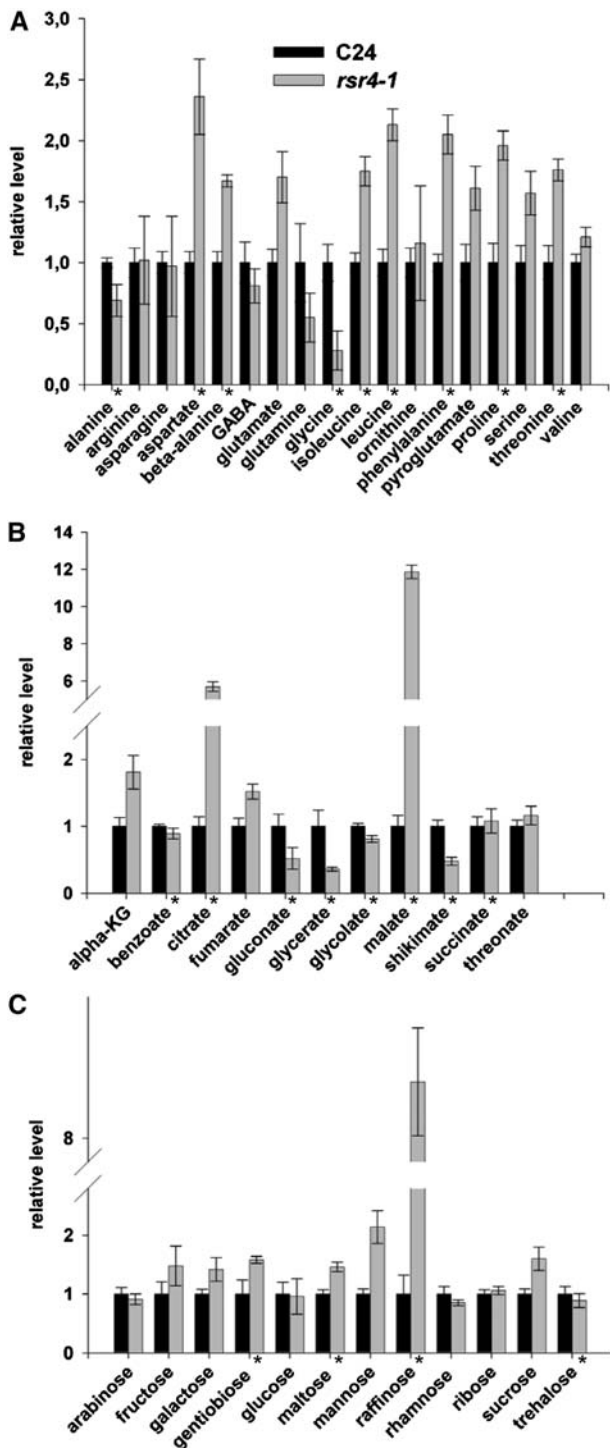 A
3,0
2,5
2,0
1,5
1,0
0,5
0,0
relative level
C24
rsr4-1
alanine *
arginine
asparagine
aspartate *
beta-alanine *
GABA
glutamate
glutamine
glycine *
isoleucine *
leucine *
ornithine
phenylalanine *
pyroglutamate
proline *
serine
threonine *
valine
B
14
12
10
8
6
2
1
0
relative level
alpha-KG
benzoate *
citrate *
fumarate
gluconate *
glycerate *
glycolate *
malate *
shikimate *
succinate *
threonate
C
8
2
1
0
relative level
arabinose
fructose
galactose
gentiobiose *
glucose
maltose *
mannose
raffinose *
rhamnose
ribose
sucrose
trehalose *